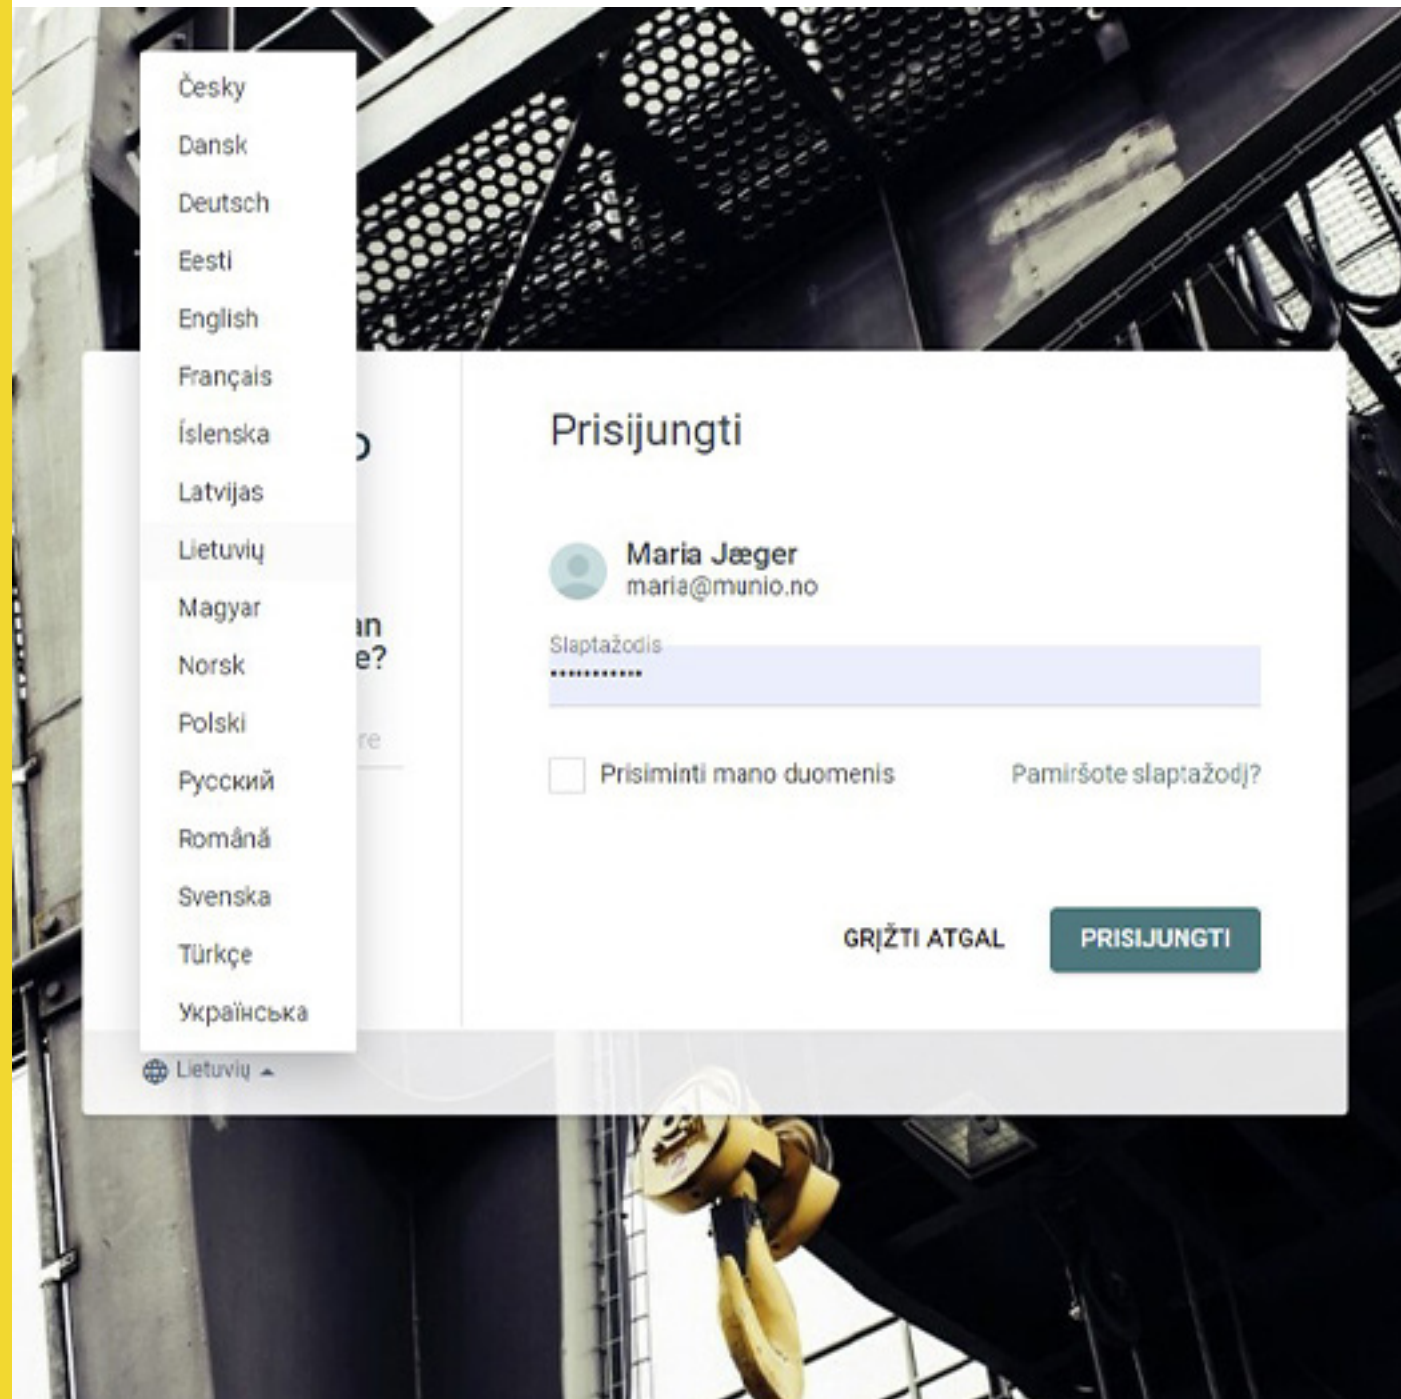 Česky
Dansk
Deutsch
Eesti
English
Français
Íslenska
Latvijas
Lietuvių
Magyar
Norsk
Polski
Русский
Română
Svenska
Türkçe
Українська
Lietuvių
Prisijungti
Maria Jæger
maria@munio.no
Slaptažodis
Prisiminti mano duomenis
Pamiršote slaptažodį?
GRĮŽTI ATGAL
PRISIJUNGTI